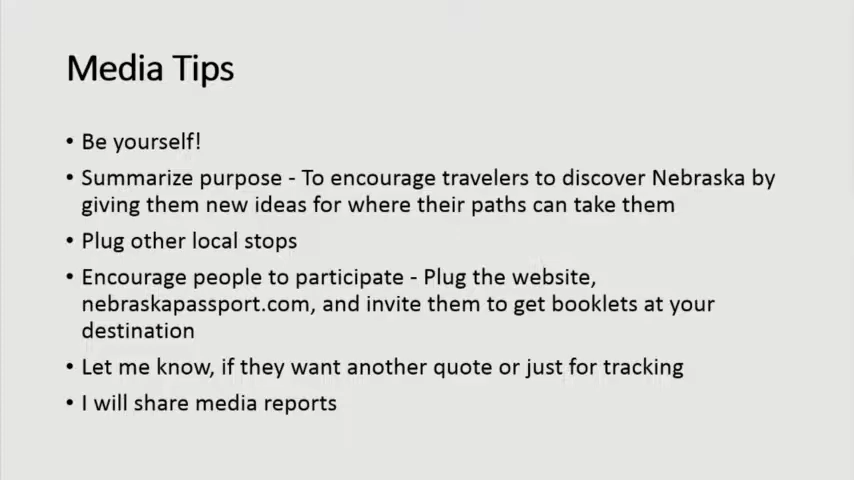 Media Tips
• Be yourself!
• Summarize purpose - To encourage travelers to discover Nebraska by
giving them new ideas for where their paths can take them
• Plug other local stops
• Encourage people to participate - Plug the website,
nebraskapassport.com, and invite them to get booklets at your
destination
• Let me know, if they want another quote or just for tracking
• I will share media reports